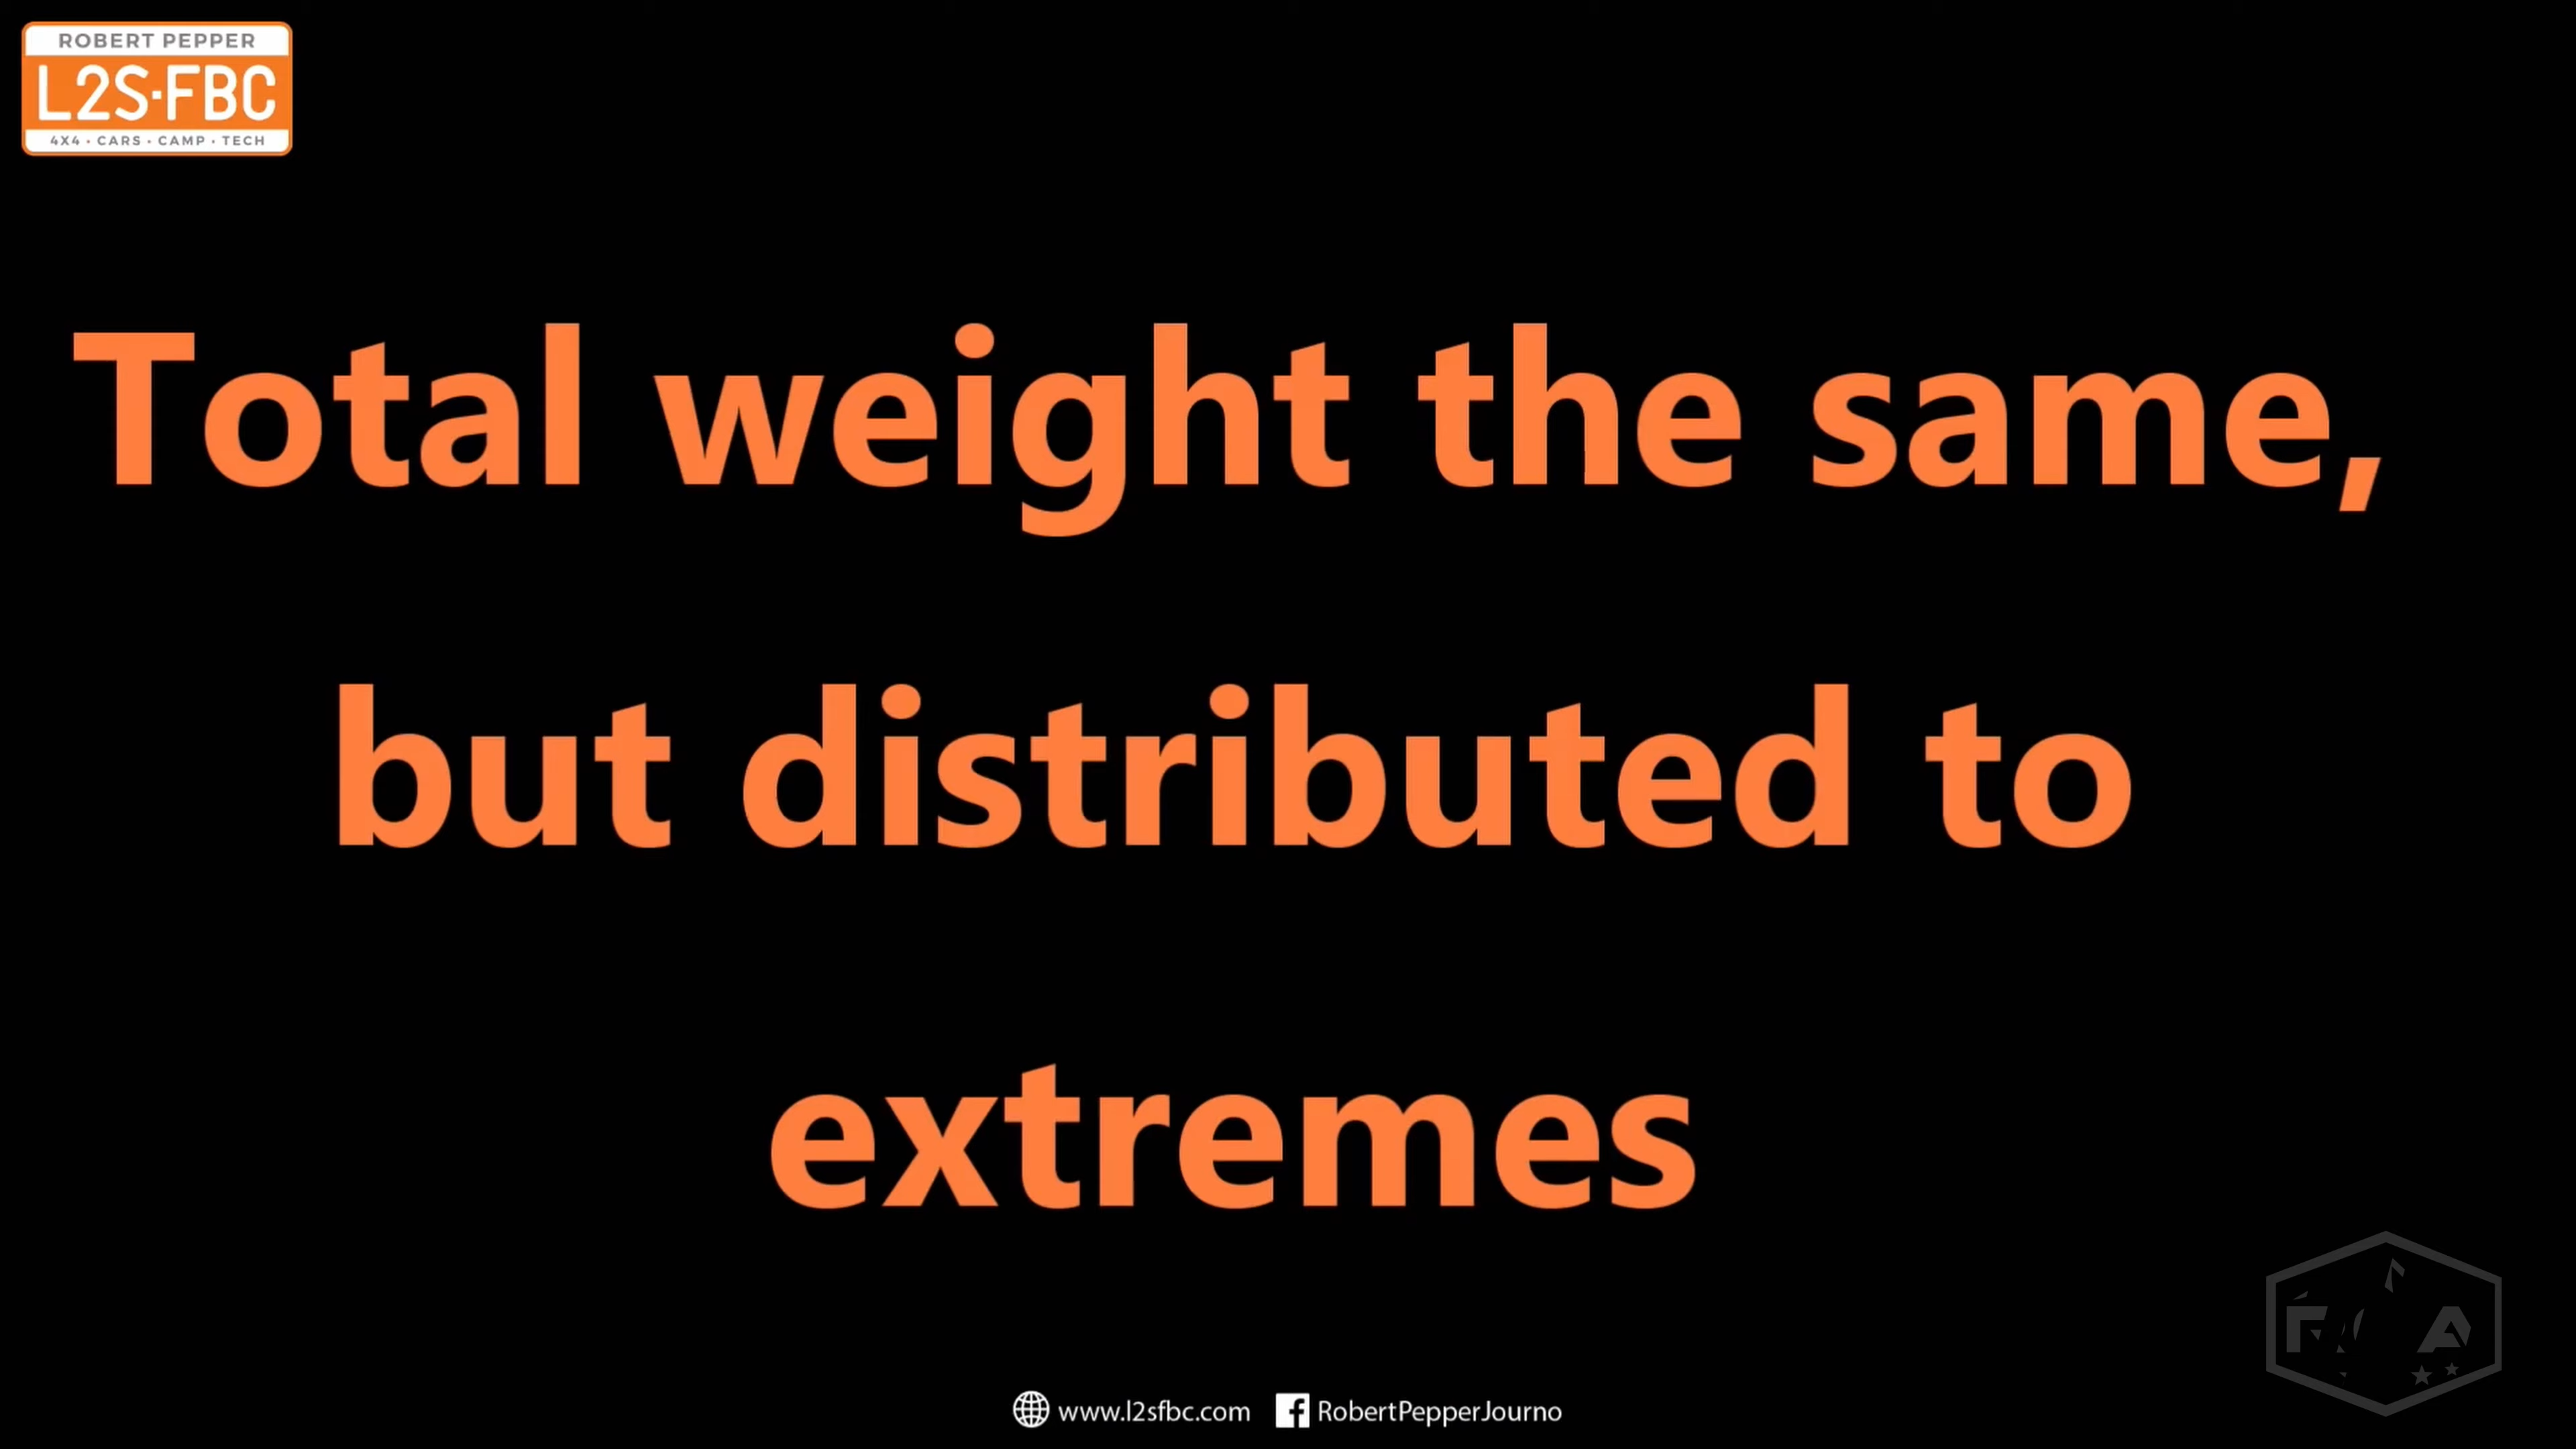 ROBERT PEPPER
L2S·FBC
4X4 · CARS · CAMP · TECH
Total weight the same,
but distributed to
extremes
www.l2sfbc.com RobertPepperJourno